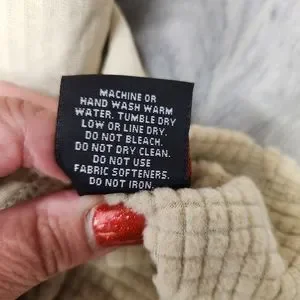 MACHINE OR
HAND WASH WARM
WATER. TUMBLE DRY
LOW OR LINE DRY.
DO NOT BLEACH.
DO NOT DRY CLEAN.
DO NOT USE
FABRIC SOFTENERS.
DO NOT IRON.